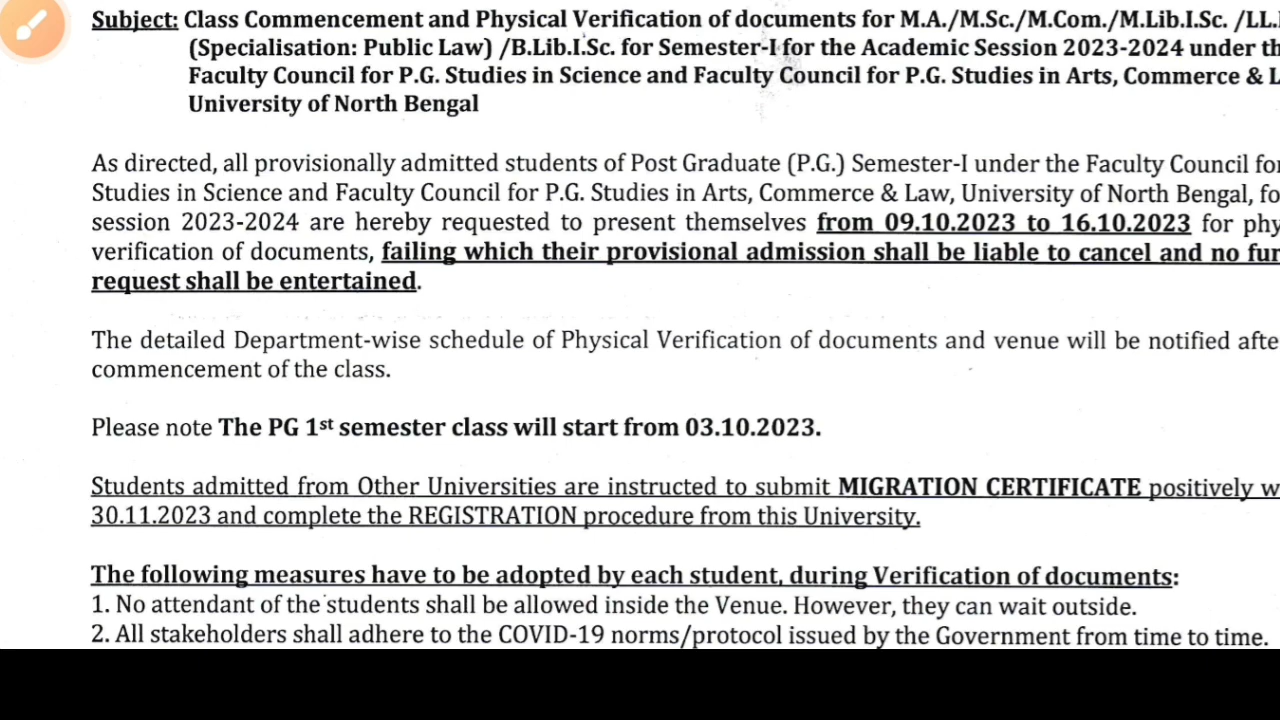 Subject: Class Commencement and Physical Verification of documents for M.A./M.Sc./M.Com./M.Lib.I.Sc. /LL.
(Specialisation: Public Law) /B.Lib.I.Sc. for Semester-I for the Academic Session 2023-2024 under th
Faculty Council for P.G. Studies in Science and Faculty Council for P.G. Studies in Arts, Commerce & L
University of North Bengal
As directed, all provisionally admitted students of Post Graduate (P.G.) Semester-I under the Faculty Council fo
Studies in Science and Faculty Council for P.G. Studies in Arts, Commerce & Law, University of North Bengal, fo
session 2023-2024 are hereby requested to present themselves from 09.10.2023 to 16.10.2023 for phy
verification of documents, failing which their provisional admission shall be liable to cancel and no fur
request shall be entertained.
The detailed Department-wise schedule of Physical Verification of documents and venue will be notified afte
commencement of the class.
Please note The PG 1st semester class will start from 03.10.2023.
Students admitted from Other Universities are instructed to submit MIGRATION CERTIFICATE positively w
30.11.2023 and complete the REGISTRATION procedure from this University.
The following measures have to be adopted by each student, during Verification of documents:
1. No attendant of the students shall be allowed inside the Venue. However, they can wait outside.
2. All stakeholders shall adhere to the COVID-19 norms/protocol issued by the Government from time to time.